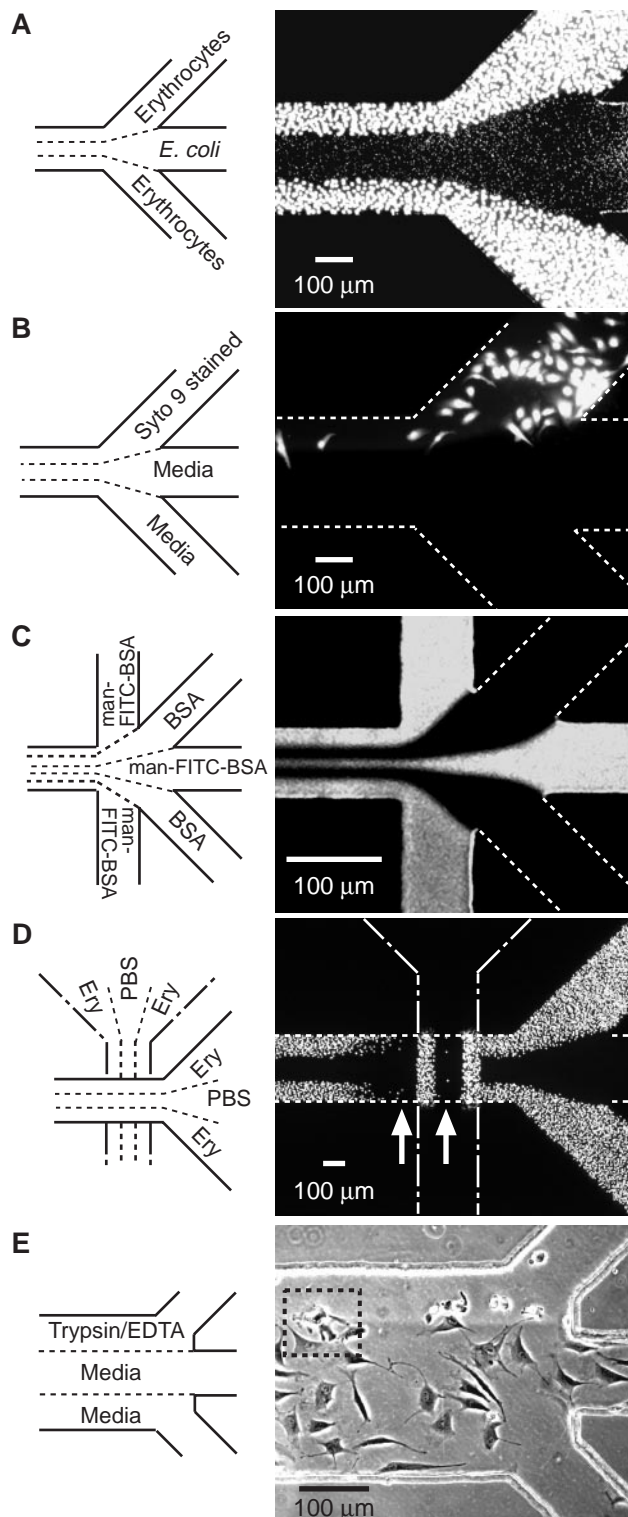 A
Erythrocytes
E. coli
Erythrocytes
100 μm
B
Syto 9 stained
Media
Media
100 μm
C
man-
FITC-BSA
BSA
man-FITC-BSA
BSA
man-
FITC-BSA
100 μm
D
Ery
PBS
Ery
Ery
PBS
Ery
100 μm
E
Trypsin/EDTA
Media
Media
100 μm